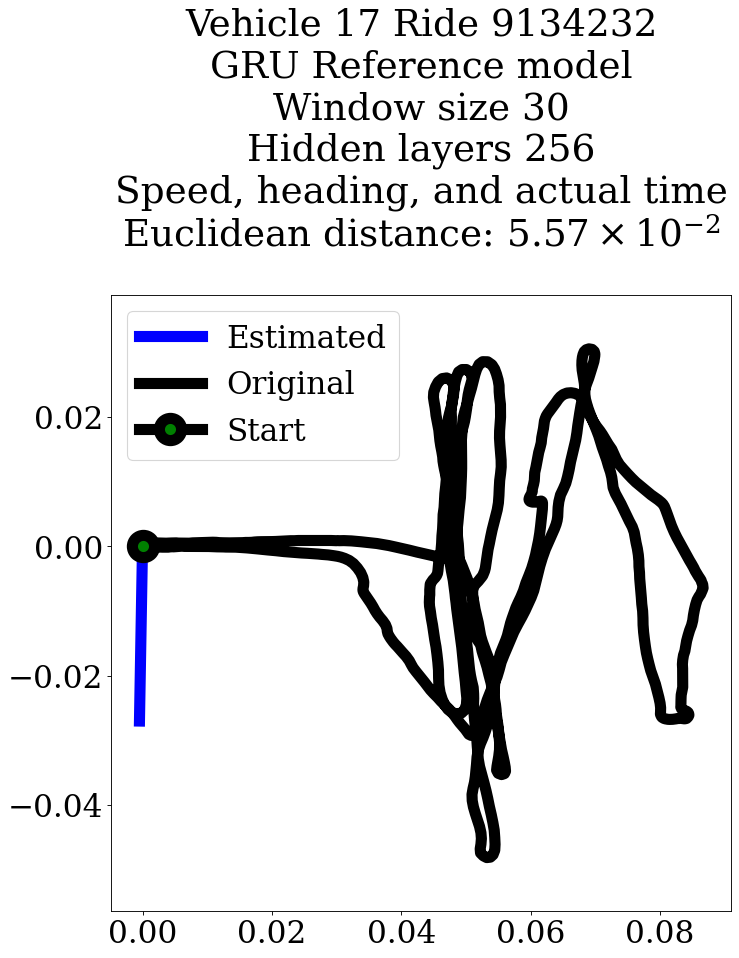 Vehicle 17 Ride 9134232
GRU Reference model
Window size 30
Hidden layers 256
Speed, heading, and actual time
Euclidean distance: 5.57 × 10⁻²
Estimated
Original
Start
0.02
0.00
−0.02
−0.04
0.00 0.02 0.04 0.06 0.08